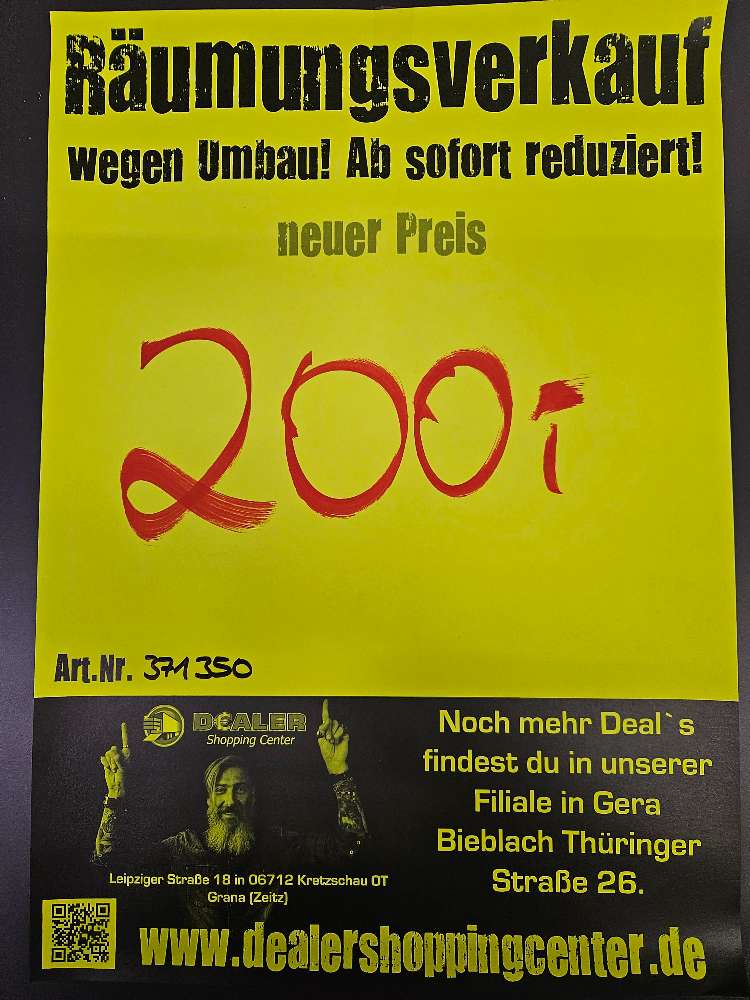 Räumungsverkauf
wegen Umbau! Ab sofort reduziert!
neuer Preis
200,-
Art.Nr. 371350
DEALER
Shopping Center
Noch mehr Deal`s
findest du in unserer
Filiale in Gera
Bieblach Thüringer
Straße 26.
Leipziger Straße 18 in 06712 Kretzschau OT
Grana (Zeitz)
www.dealershoppingcenter.de